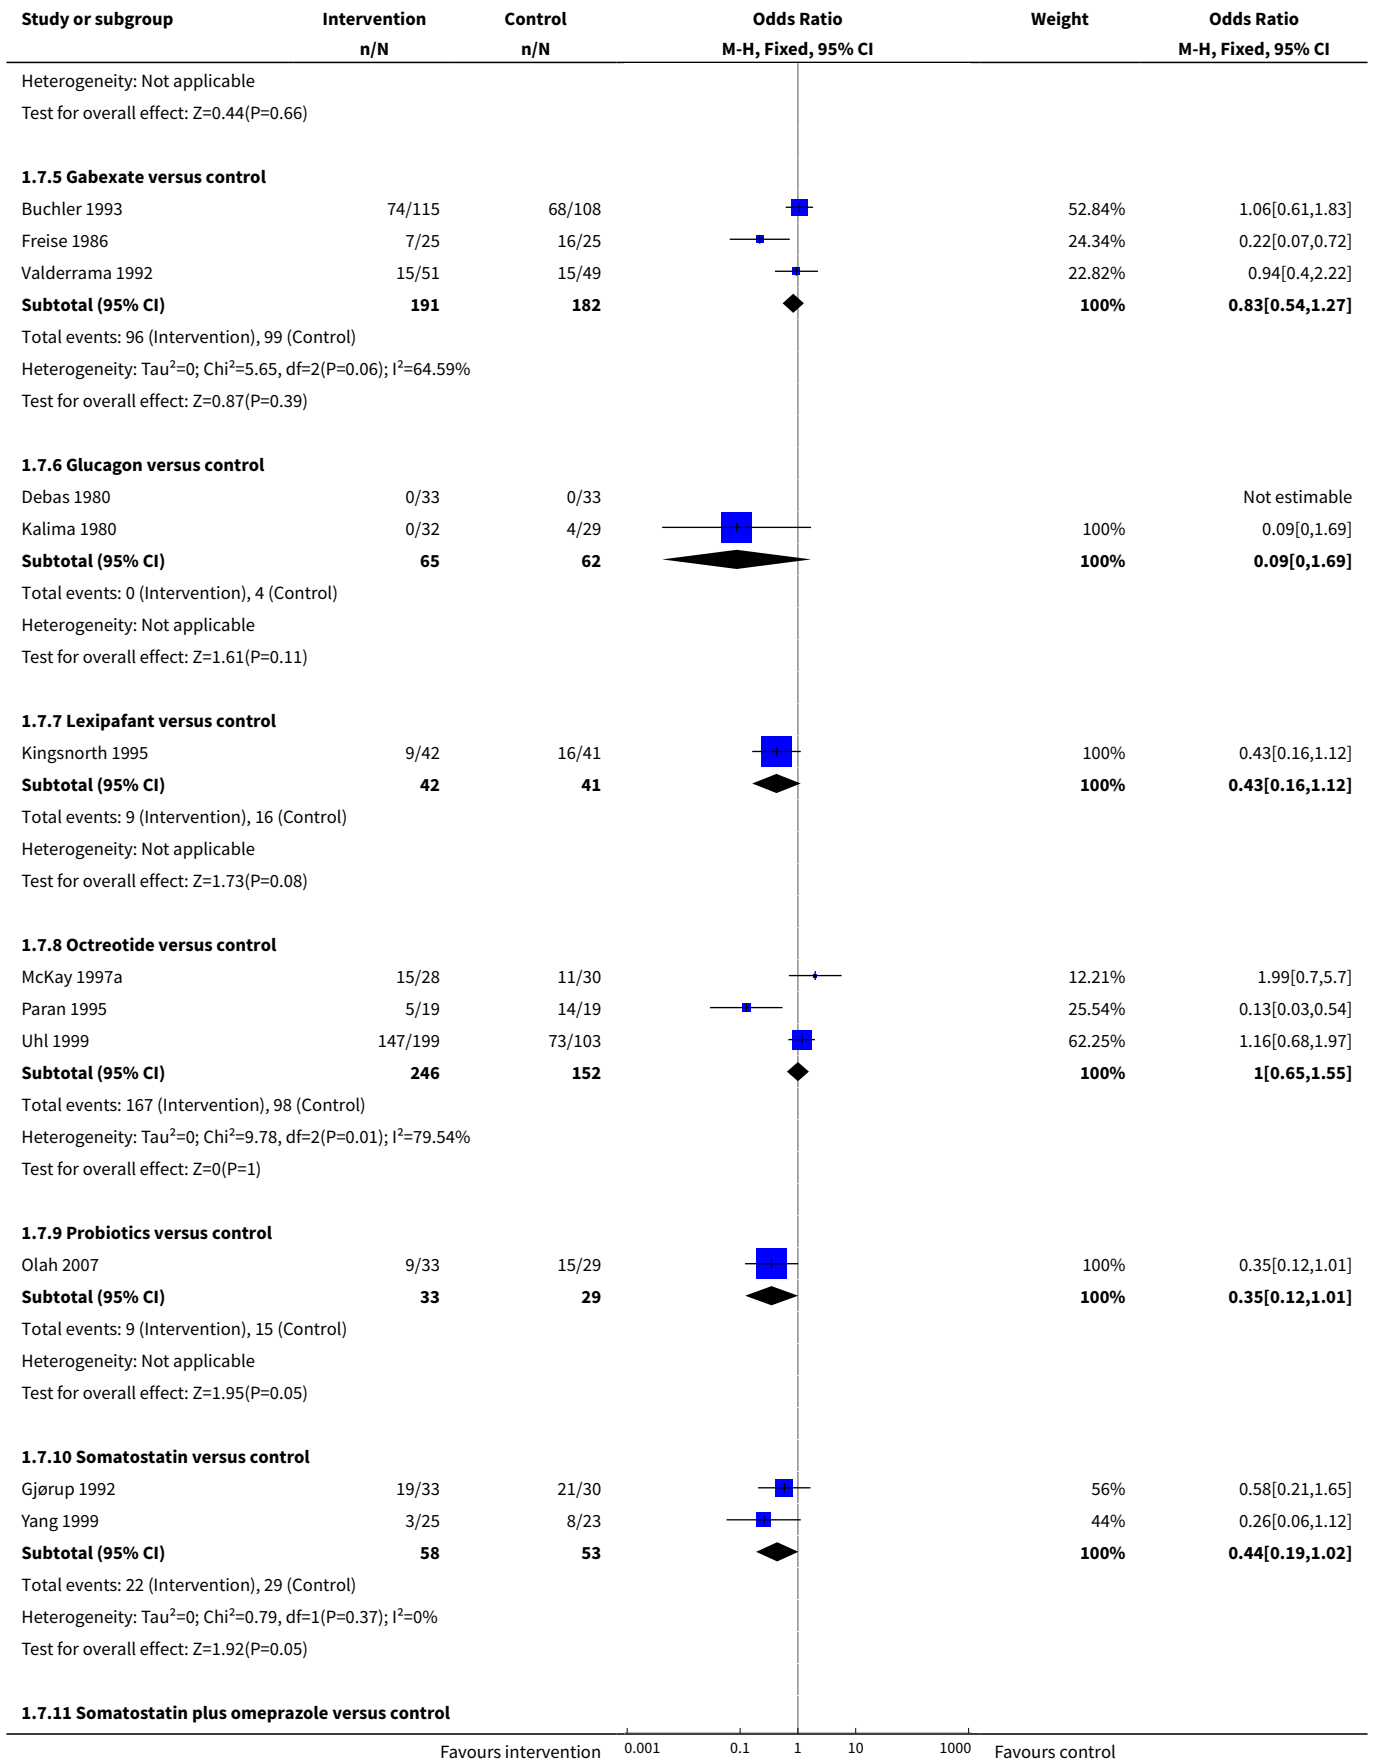 Study or subgroup Intervention Control Odds Ratio Weight Odds Ratio
n/N n/N M-H, Fixed, 95% CI M-H, Fixed, 95% CI
Heterogeneity: Not applicable
Test for overall effect: Z=0.44(P=0.66)
1.7.5 Gabexate versus control
Buchler 1993 74/115 68/108 52.84% 1.06[0.61,1.83]
Freise 1986 7/25 16/25 24.34% 0.22[0.07,0.72]
Valderrama 1992 15/51 15/49 22.82% 0.94[0.4,2.22]
Subtotal (95% CI) 191 182 100% 0.83[0.54,1.27]
Total events: 96 (Intervention), 99 (Control)
Heterogeneity: Tau²=0; Chi²=5.65, df=2(P=0.06); I²=64.59%
Test for overall effect: Z=0.87(P=0.39)
1.7.6 Glucagon versus control
Debas 1980 0/33 0/33 Not estimable
Kalima 1980 0/32 4/29 100% 0.09[0,1.69]
Subtotal (95% CI) 65 62 100% 0.09[0,1.69]
Total events: 0 (Intervention), 4 (Control)
Heterogeneity: Not applicable
Test for overall effect: Z=1.61(P=0.11)
1.7.7 Lexipafant versus control
Kingsnorth 1995 9/42 16/41 100% 0.43[0.16,1.12]
Subtotal (95% CI) 42 41 100% 0.43[0.16,1.12]
Total events: 9 (Intervention), 16 (Control)
Heterogeneity: Not applicable
Test for overall effect: Z=1.73(P=0.08)
1.7.8 Octreotide versus control
McKay 1997a 15/28 11/30 12.21% 1.99[0.7,5.7]
Paran 1995 5/19 14/19 25.54% 0.13[0.03,0.54]
Uhl 1999 147/199 73/103 62.25% 1.16[0.68,1.97]
Subtotal (95% CI) 246 152 100% 1[0.65,1.55]
Total events: 167 (Intervention), 98 (Control)
Heterogeneity: Tau²=0; Chi²=9.78, df=2(P=0.01); I²=79.54%
Test for overall effect: Z=0(P=1)
1.7.9 Probiotics versus control
Olah 2007 9/33 15/29 100% 0.35[0.12,1.01]
Subtotal (95% CI) 33 29 100% 0.35[0.12,1.01]
Total events: 9 (Intervention), 15 (Control)
Heterogeneity: Not applicable
Test for overall effect: Z=1.95(P=0.05)
1.7.10 Somatostatin versus control
Gjørup 1992 19/33 21/30 56% 0.58[0.21,1.65]
Yang 1999 3/25 8/23 44% 0.26[0.06,1.12]
Subtotal (95% CI) 58 53 100% 0.44[0.19,1.02]
Total events: 22 (Intervention), 29 (Control)
Heterogeneity: Tau²=0; Chi²=0.79, df=1(P=0.37); I²=0%
Test for overall effect: Z=1.92(P=0.05)
1.7.11 Somatostatin plus omeprazole versus control
Favours intervention 0.001 0.1 1 10 1000 Favours control